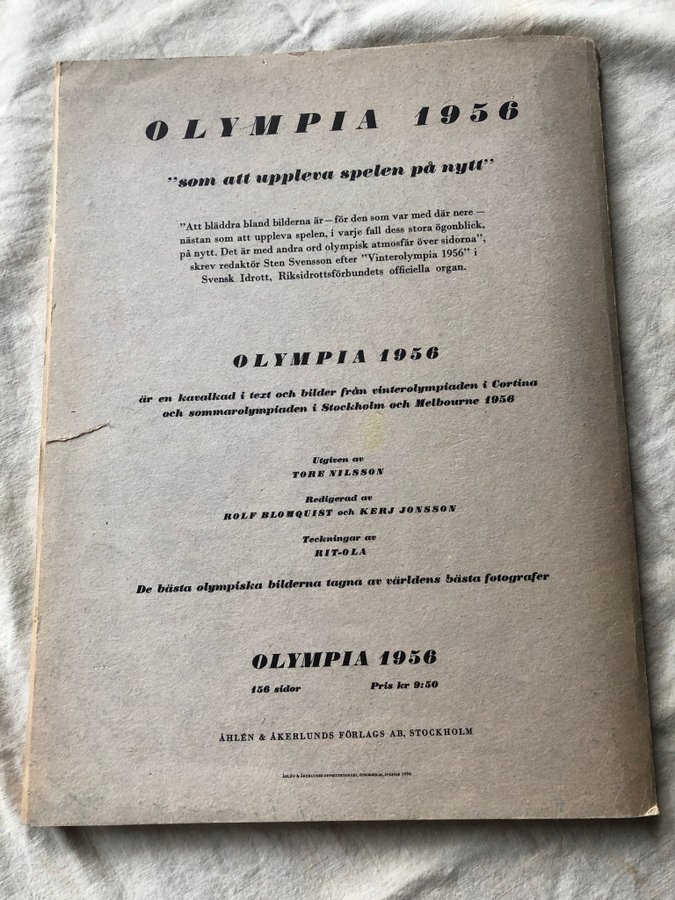 OLYMPIA 1956
"som att uppleva spelen på nytt"
"Att bläddra bland bilderna är — för den som var med där nere —
nästan som att uppleva spelen, i varje fall dess stora ögonblick,
på nytt. Det är med andra ord olympisk atmosfär över sidorna",
skrev redaktör Sten Svensson efter "Vinterolympia 1956" i
Svensk Idrott, Riksidrottsförbundets officiella organ.
OLYMPIA 1956
är en kavalkad i text och bilder från vinterolympiaden i Cortina
och sommarolympiaden i Stockholm och Melbourne 1956
Utgiven av
TORE NILSSON
Redigerad av
ROLF BLOMQUIST och KERJ JONSSON
Teckningar av
RIT-OLA
De bästa olympiska bilderna tagna av världens bästa fotografer
OLYMPIA 1956
156 sidor Pris kr 9:50
ÅHLÉN & ÅKERLUNDS FÖRLAGS AB, STOCKHOLM
ÅHLÉN & ÅKERLUNDS STOCKHOLM, SVERIGE 1956